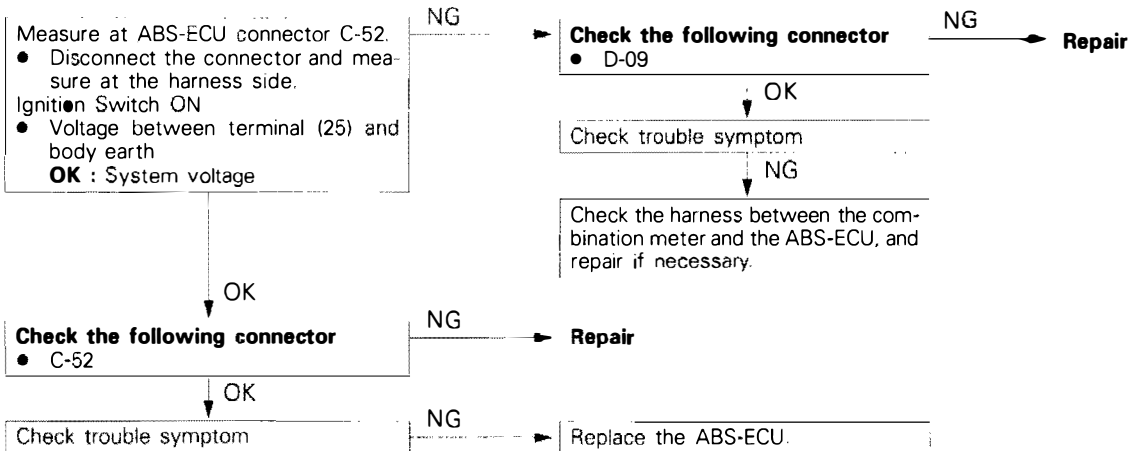 Measure at ABS-ECU connector C-52.
● Disconnect the connector and mea-
sure at the harness side.
Ignition Switch ON
● Voltage between terminal (25) and
body earth
OK : System voltage
NG
Check the following connector
● D-09
NG
Repair
OK
Check trouble symptom
NG
Check the harness between the com-
bination meter and the ABS-ECU, and
repair if necessary.
OK
Check the following connector
● C-52
NG
Repair
OK
Check trouble symptom
NG
Replace the ABS-ECU.